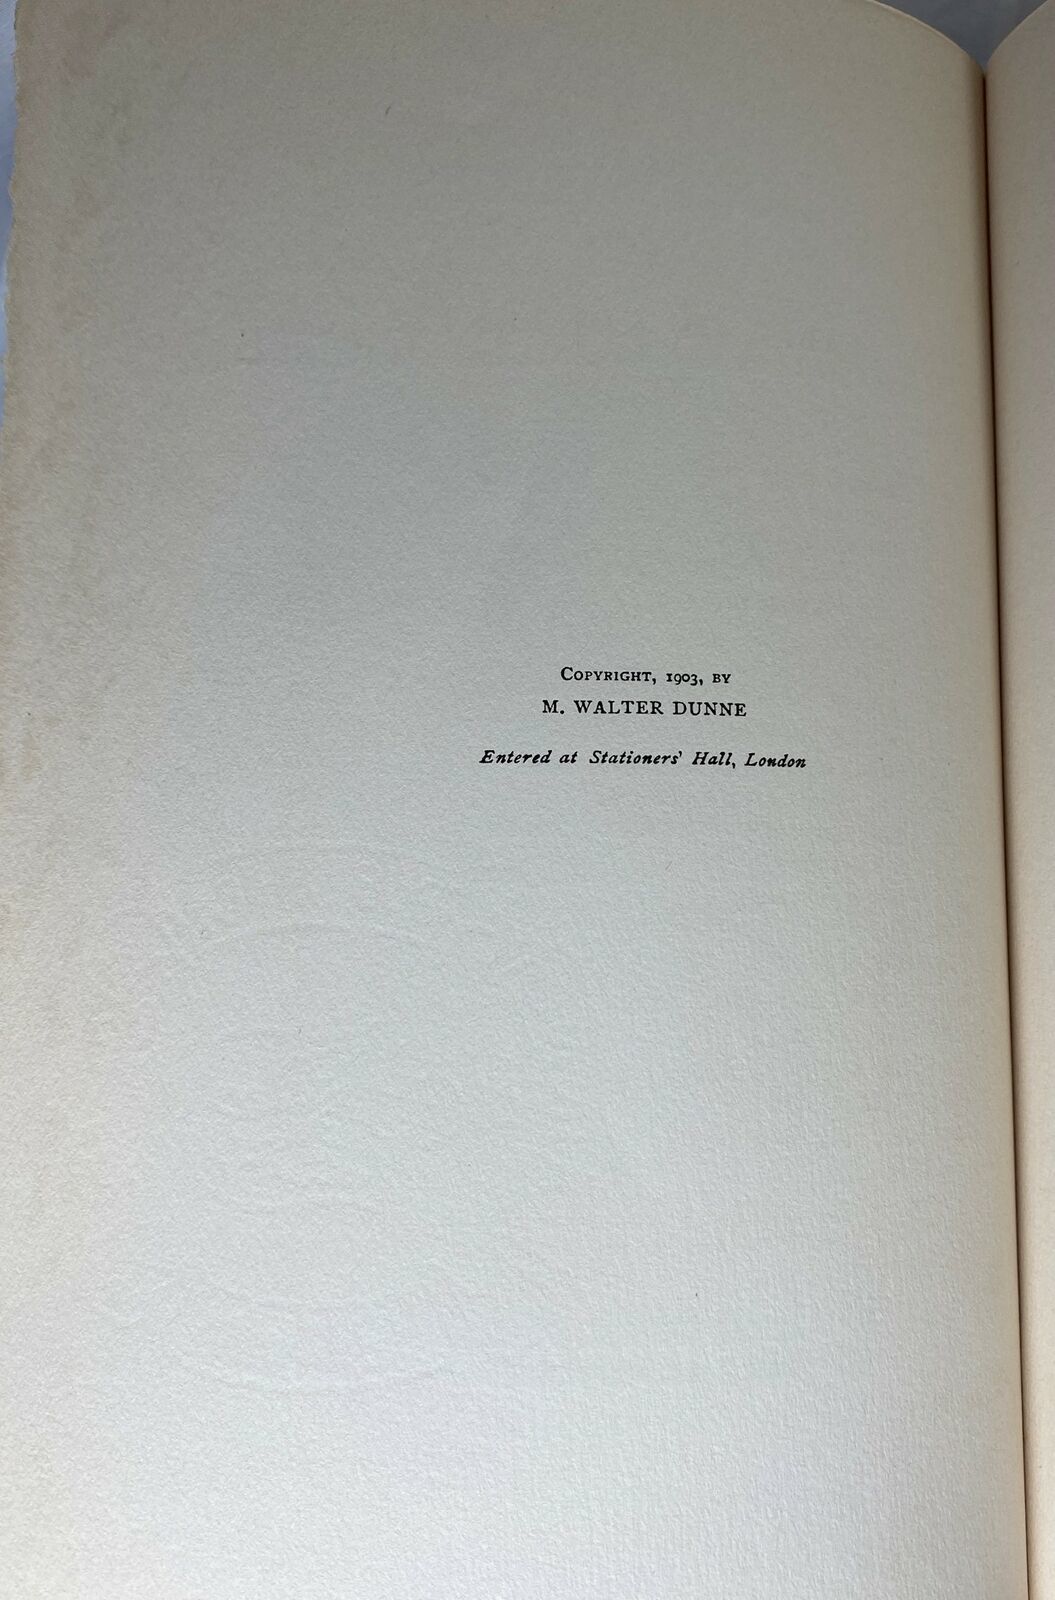 COPYRIGHT, 1903, BY
M. WALTER DUNNE
Entered at Stationers' Hall, London